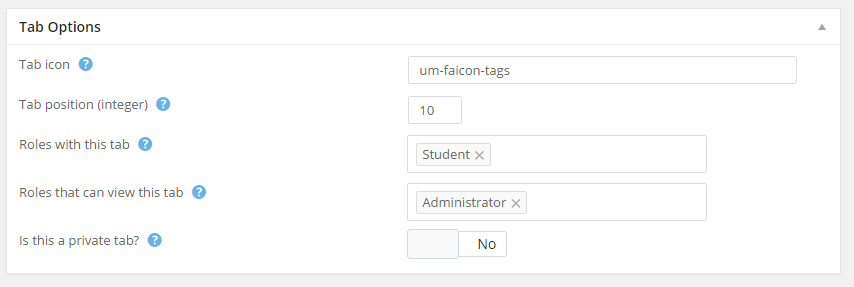 Tab Options
Tab icon ?
um-faicon-tags
Tab position (integer) ?
10
Roles with this tab ?
Student ×
Roles that can view this tab ?
Administrator ×
Is this a private tab? ?
No